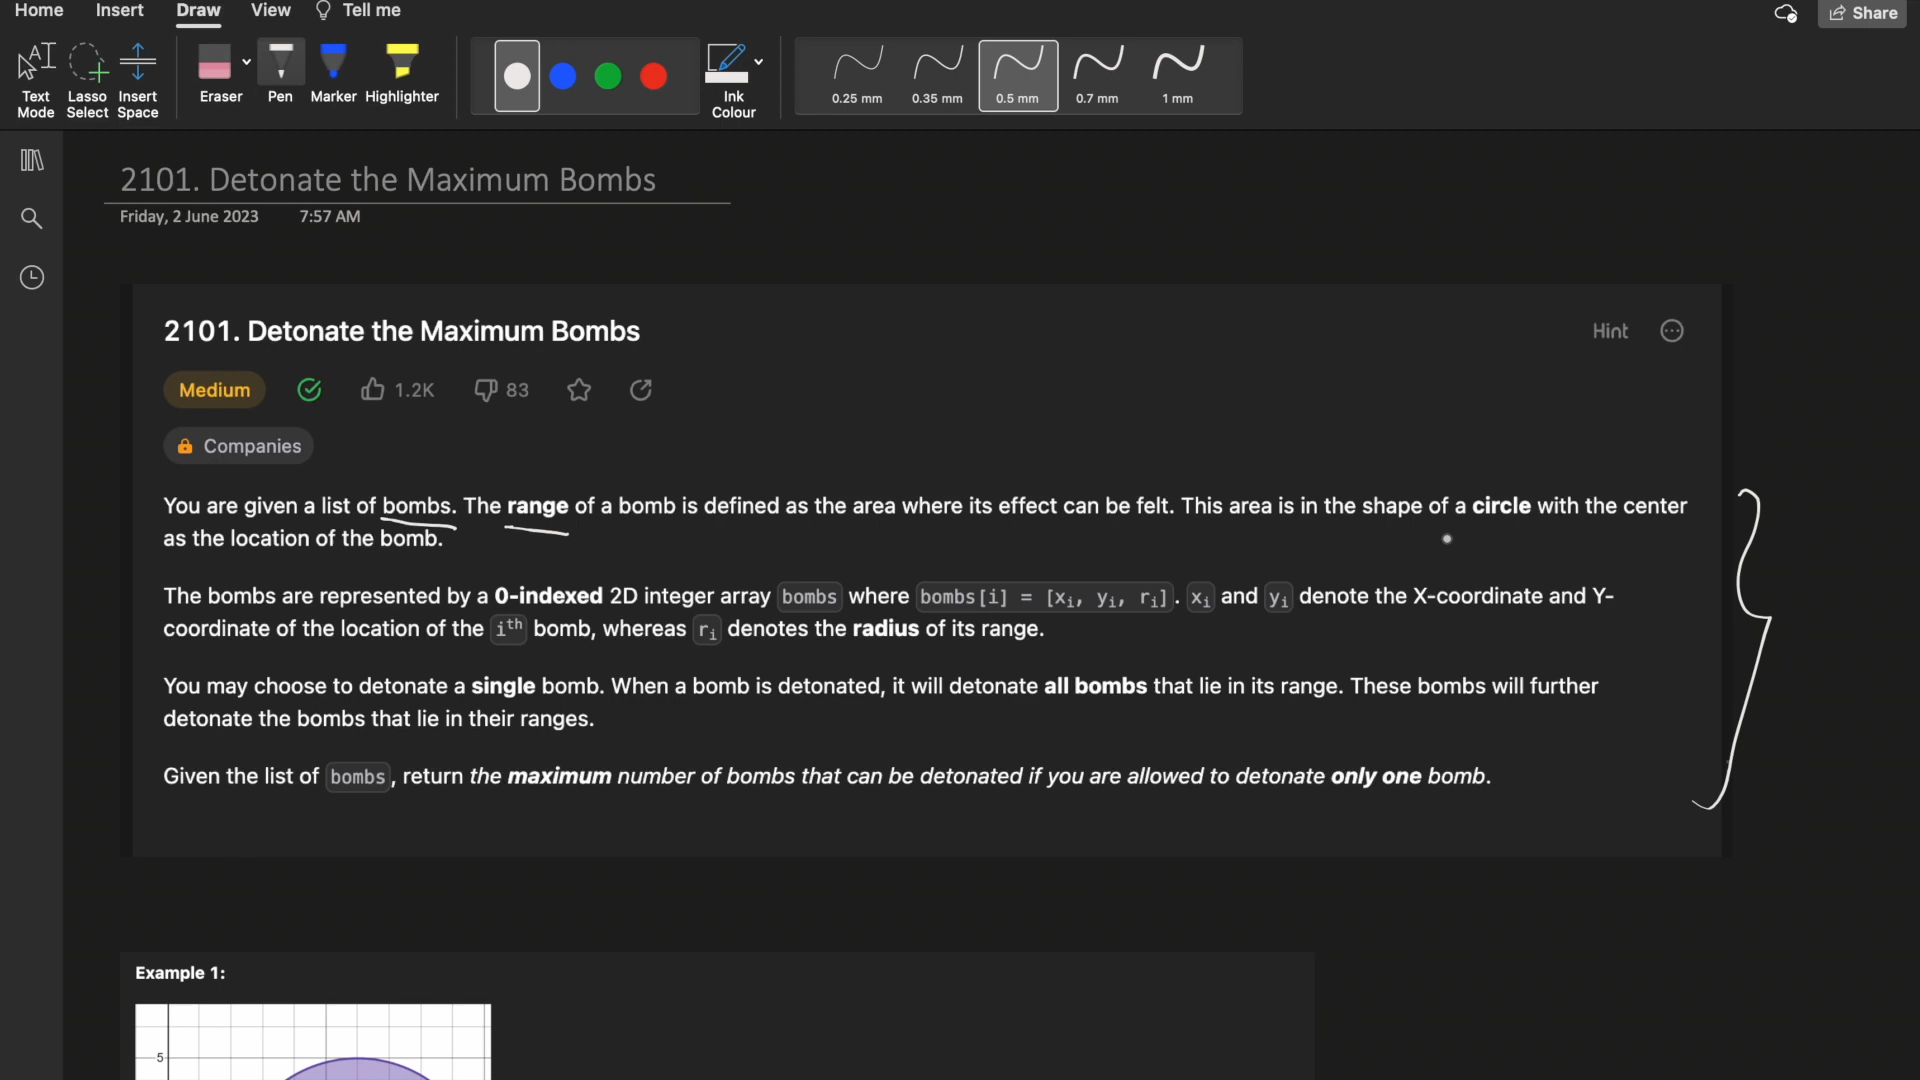 Home Insert Draw View Tell me Share
Text Mode Lasso Select Insert Space Eraser Pen Marker Highlighter Ink Colour 0.25 mm 0.35 mm 0.5 mm 0.7 mm 1 mm
2101. Detonate the Maximum Bombs
Friday, 2 June 2023 7:57 AM
2101. Detonate the Maximum Bombs Hint
Medium 1.2K 83
Companies
You are given a list of bombs. The range of a bomb is defined as the area where its effect can be felt. This area is in the shape of a circle with the center
as the location of the bomb.
The bombs are represented by a 0-indexed 2D integer array bombs where bombs[i] = [xᵢ, yᵢ, rᵢ]. xᵢ and yᵢ denote the X-coordinate and Y-
coordinate of the location of the iᵗʰ bomb, whereas rᵢ denotes the radius of its range.
You may choose to detonate a single bomb. When a bomb is detonated, it will detonate all bombs that lie in its range. These bombs will further
detonate the bombs that lie in their ranges.
Given the list of bombs, return the maximum number of bombs that can be detonated if you are allowed to detonate only one bomb.
Example 1:
5